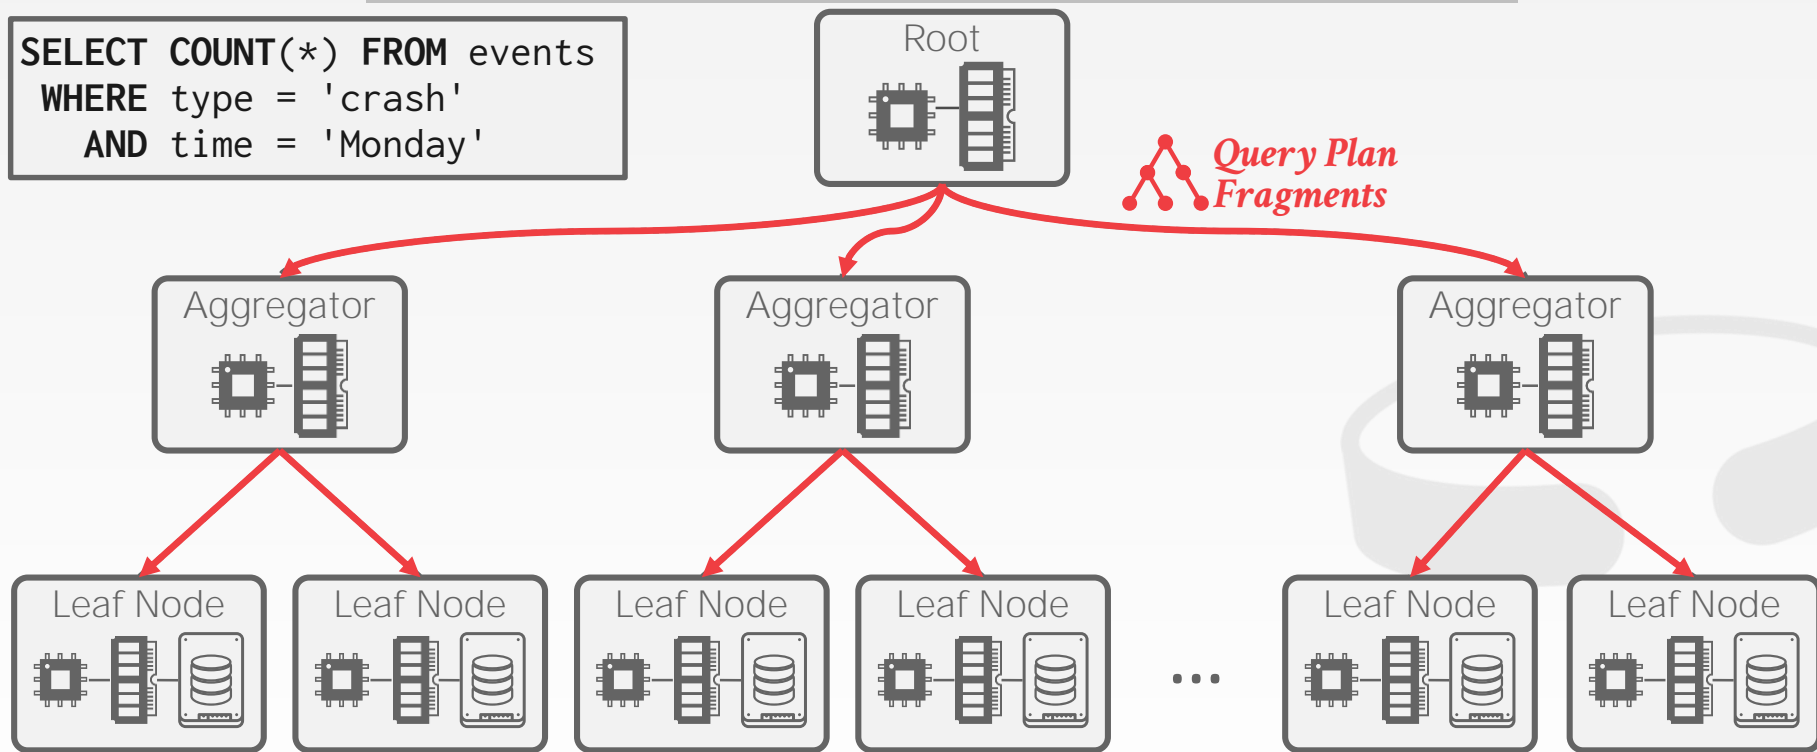 SELECT COUNT(*) FROM events
WHERE type = 'crash'
AND time = 'Monday'
Root
Query Plan
Fragments
Aggregator
Aggregator
Aggregator
Leaf Node
Leaf Node
Leaf Node
Leaf Node
...
Leaf Node
Leaf Node